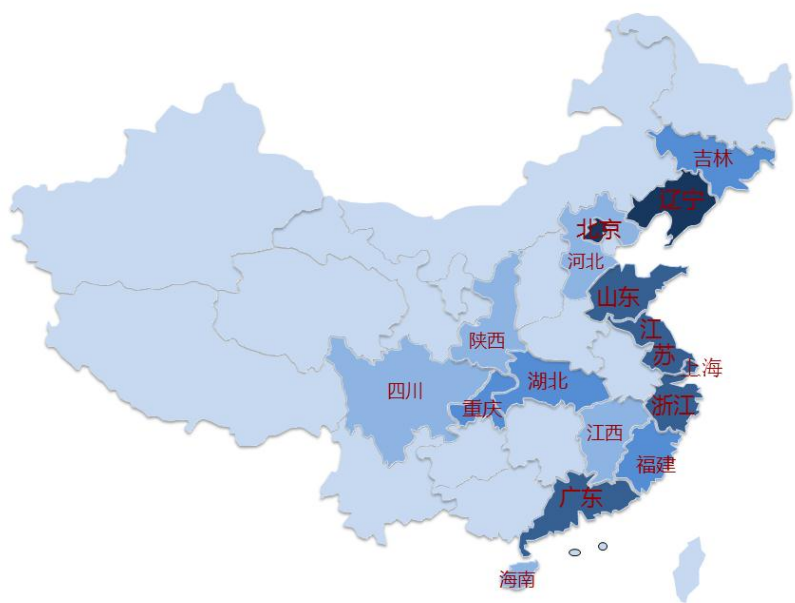 吉林
辽宁
北京
河北
山东
江
苏
陕西
上海
湖北
四川
重庆
浙江
江西
福建
广东
海南